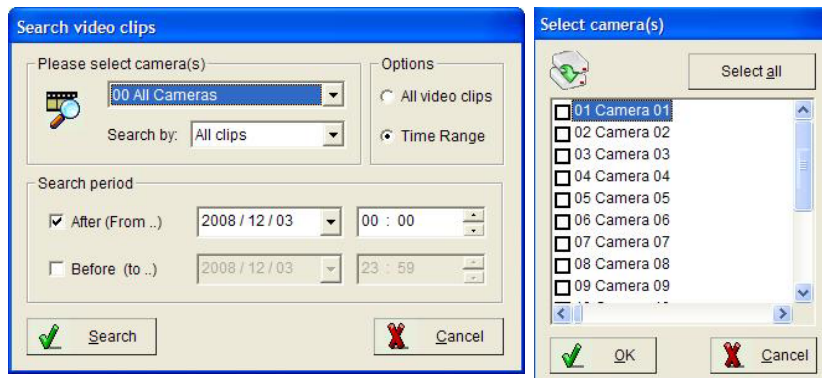 Search video clips
Please select camera(s)
00 All Cameras
Search by: All clips
Options
All video clips
Time Range
Search period
After (From ..) 2008 / 12 / 03 00 : 00
Before (to ..) 2008 / 12 / 03 23 : 59
Search Cancel
Select camera(s)
Select all
01 Camera 01
02 Camera 02
03 Camera 03
04 Camera 04
05 Camera 05
06 Camera 06
07 Camera 07
08 Camera 08
09 Camera 09
OK Cancel